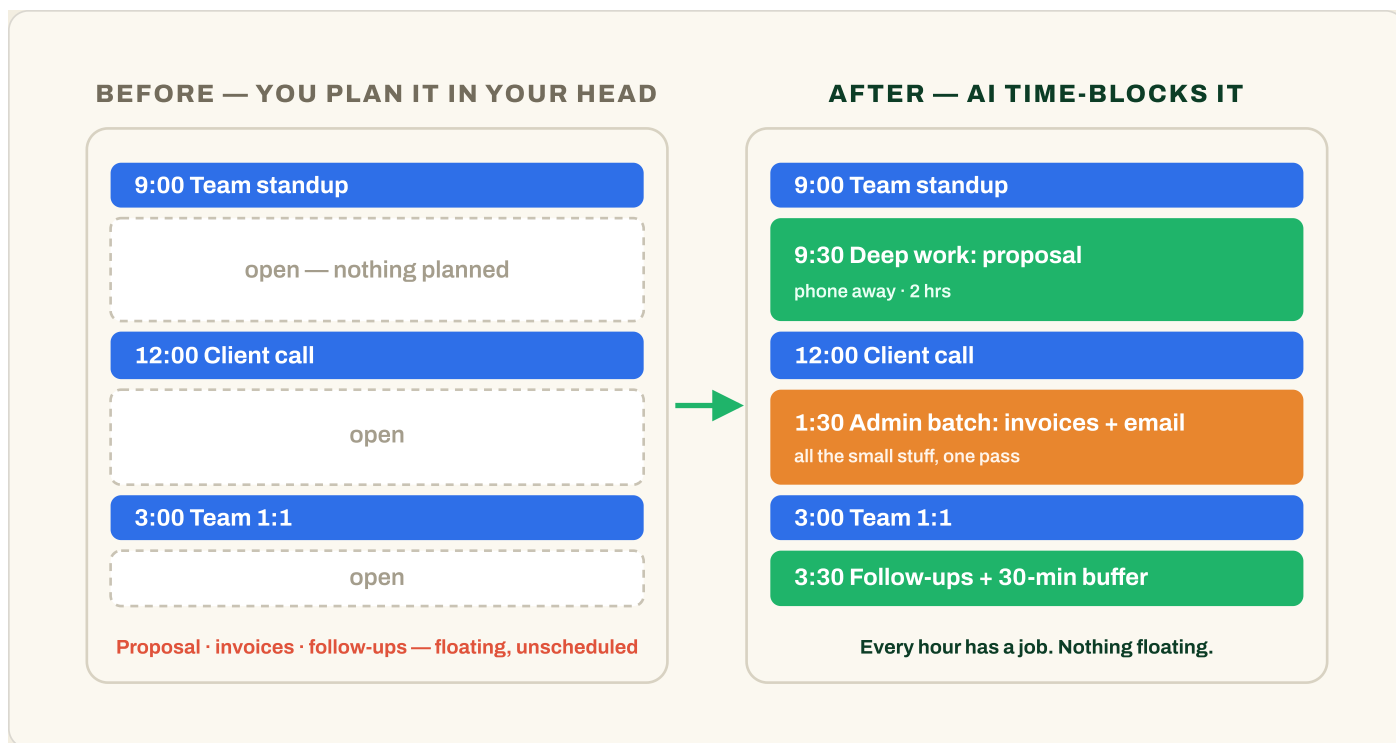 BEFORE — YOU PLAN IT IN YOUR HEAD
9:00 Team standup
open — nothing planned
12:00 Client call
open
3:00 Team 1:1
open
Proposal · invoices · follow-ups — floating, unscheduled
AFTER — AI TIME-BLOCKS IT
9:00 Team standup
9:30 Deep work: proposal
phone away · 2 hrs
12:00 Client call
1:30 Admin batch: invoices + email
all the small stuff, one pass
3:00 Team 1:1
3:30 Follow-ups + 30-min buffer
Every hour has a job. Nothing floating.